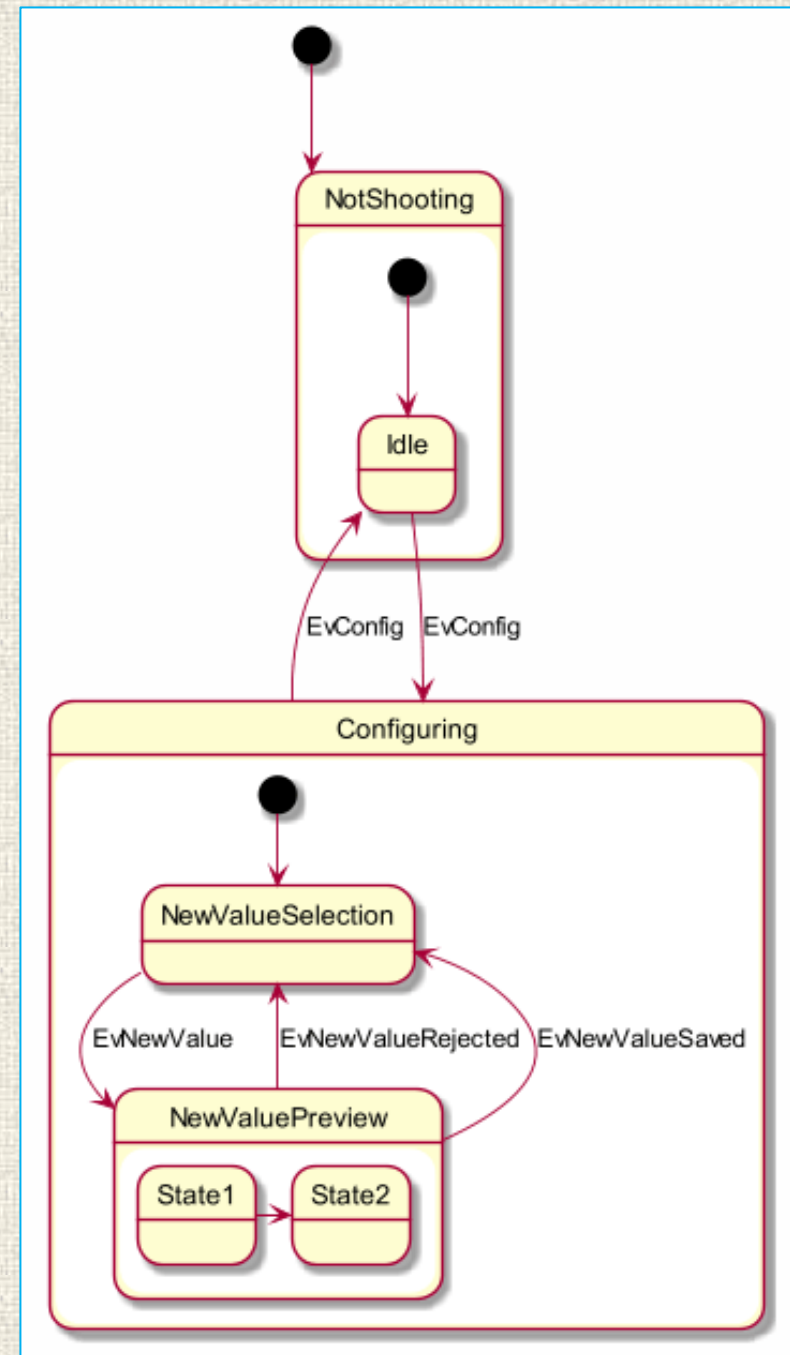 NotShooting
Idle
EvConfig EvConfig
Configuring
NewValueSelection
EvNewValue EvNewValueRejected EvNewValueSaved
NewValuePreview
State1 State2